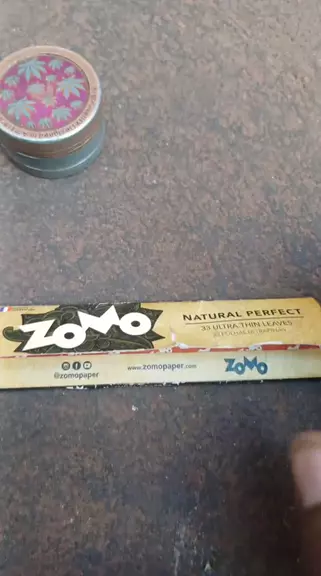 ZOMO
NATURAL PERFECT
33 ULTRA-THIN LEAVES
@zomopaper
www.zomopaper.com
ZOMO